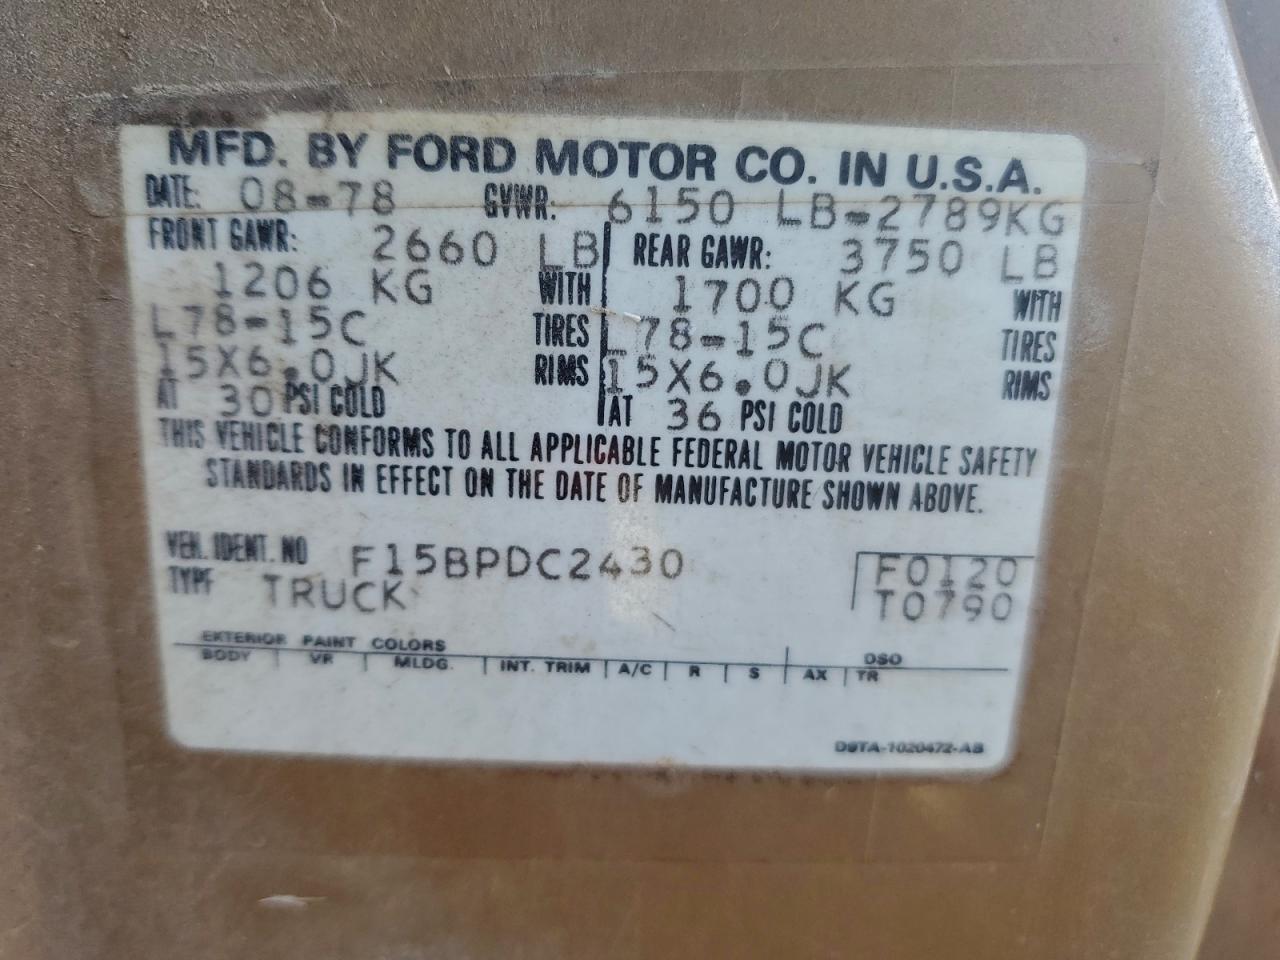 MFD. BY FORD MOTOR CO. IN U.S.A.
DATE: 08-78 GVWR: 6150 LB-2789KG
FRONT GAWR: 2660 LB REAR GAWR: 3750 LB
1206 KG WITH 1700 KG WITH
L78-15C TIRES L78-15C TIRES
15X6.0JK RIMS 15X6.0JK RIMS
AT 30 PSI COLD AT 36 PSI COLD
THIS VEHICLE CONFORMS TO ALL APPLICABLE FEDERAL MOTOR VEHICLE SAFETY
STANDARDS IN EFFECT ON THE DATE OF MANUFACTURE SHOWN ABOVE.
VEH. IDENT. NO F15BPDC2430 F0120
TYPE TRUCK T0790
EXTERIOR PAINT COLORS DSO
BODY VR MLDG. INT. TRIM A/C R S AX TR
D9TA-1020472-AB